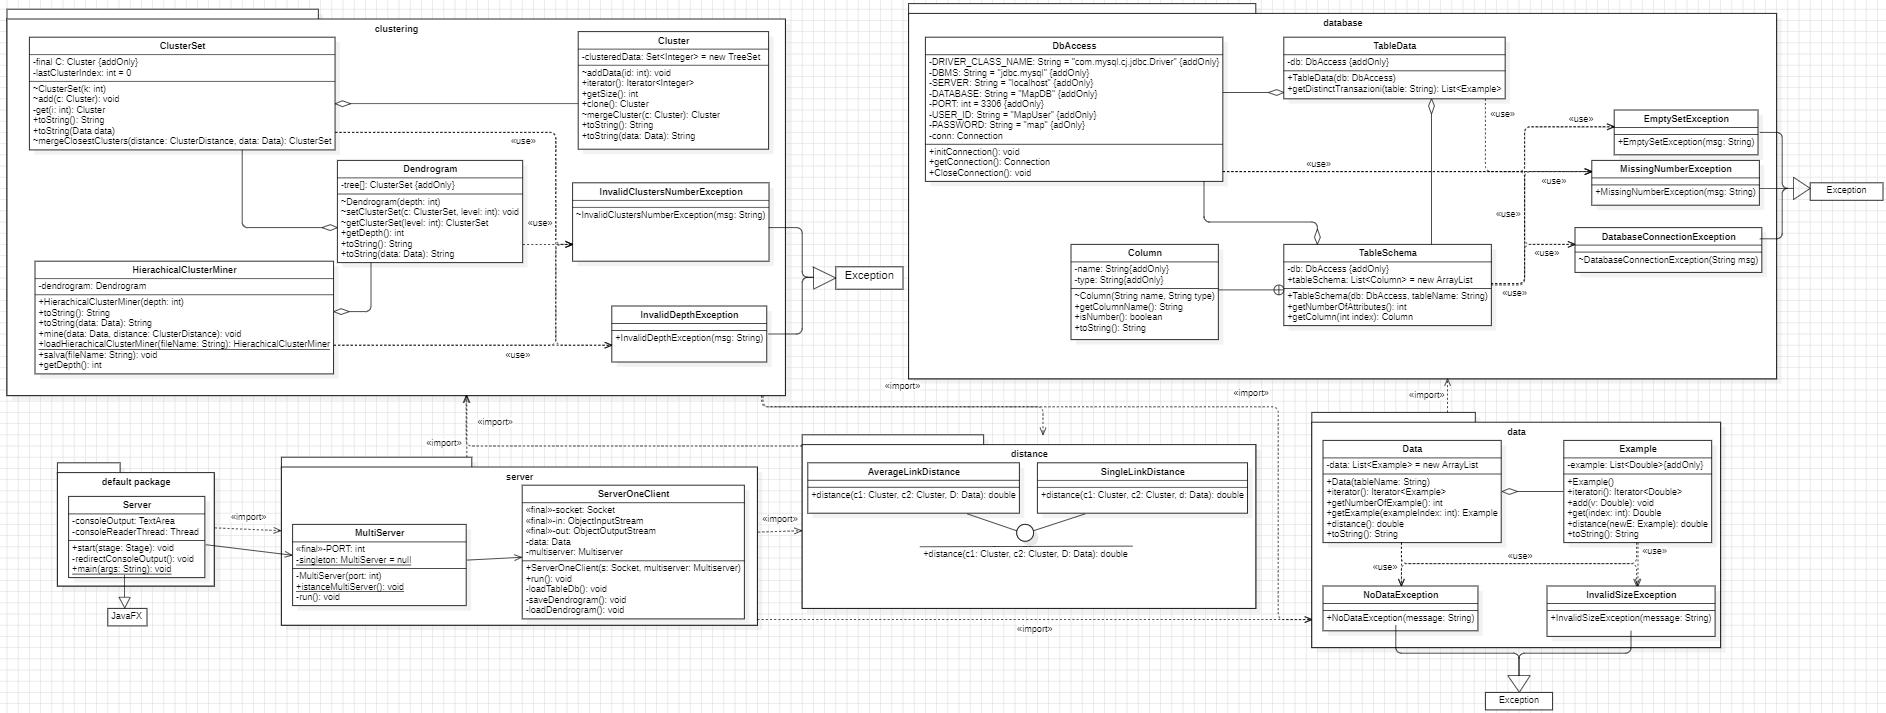 clustering
ClusterSet
-final C: Cluster {addOnly}
-lastClusterIndex: int = 0
~ClusterSet(k: int)
~add(c: Cluster): void
-get(i: int): Cluster
+toString(): String
+toString(Data data)
~mergeClosestClusters(distance: ClusterDistance, data: Data): ClusterSet
Cluster
-clusteredData: Set<Integer> = new TreeSet
~addData(id: int): void
+iterator(): Iterator<Integer>
+getSize(): int
+clone(): Cluster
~mergeCluster(c: Cluster): Cluster
+toString(): String
+toString(data: Data): String
«use»
Dendrogram
-tree[]: ClusterSet {addOnly}
~Dendrogram(depth: int)
~setClusterSet(c: ClusterSet, level: int): void
~getClusterSet(level: int): ClusterSet
+getDepth(): int
+toString(): String
+toString(data: Data): String
«use»
InvalidClustersNumberException
~InvalidClustersNumberException(msg: String)
HierachicalClusterMiner
-dendrogram: Dendrogram
+HierachicalClusterMiner(depth: int)
+toString(): String
+toString(data: Data): String
+mine(data: Data, distance: ClusterDistance): void
+loadHierachicalClusterMiner(fileName: String): HierachicalClusterMiner
+salva(fileName: String): void
+getDepth(): int
«use»
InvalidDepthException
+InvalidDepthException(msg: String)
Exception
database
DbAccess
-DRIVER_CLASS_NAME: String = "com.mysql.cj.jdbc.Driver" {addOnly}
-DBMS: String = "jdbc.mysql" {addOnly}
-SERVER: String = "localhost" {addOnly}
-DATABASE: String = "MapDB" {addOnly}
-PORT: int = 3306 {addOnly}
-USER_ID: String = "MapUser" {addOnly}
-PASSWORD: String = "map" {adOnly}
-conn: Connection
+initConnection(): void
+getConnection(): Connection
+CloseConnection(): void
TableData
-db: DbAccess {addOnly}
+TableData(db: DbAccess)
+getDistinctTransazioni(table: String): List<Example>
«use»
«use»
EmptySetException
+EmptySetException(msg: String)
«use»
MissingNumberException
+MissingNumberException(msg: String)
«use»
«use»
Exception
DatabaseConnectionException
~DatabaseConnectionException(String msg)
«use»
Column
-name: String{addOnly}
-type: String{addOnly}
~Column(String name, String type)
+getColumnName(): String
+isNumber(): boolean
+toString(): String
TableSchema
-db: DbAccess {addOnly}
+tableSchema: List<Column> = new ArrayList
+TableSchema(db: DbAccess, tableName: String)
+getNumberOfAttributes(): int
+getColumn(int index): Column
«use»
«import»
«import»
«import»
«import»
«import»
default package
Server
-consoleOutput: TextArea
-consoleReaderThread: Thread
+start(stage: Stage): void
-redirectConsoleOutput(): void
+main(args: String): void
JavaFX
«import»
server
MultiServer
«final»-PORT: int
-singleton: MultiServer = null
-MultiServer(port: int)
+istanceMultiServer(): void
-run(): void
ServerOneClient
«final»-socket: Socket
«final»-in: ObjectInputStream
«final»-out: ObjectOutputStream
-data: Data
-multiserver: Multiserver
+ServerOneClient(s: Socket, multiserver: Multiserver)
+run(): void
-loadTableDb(): void
-saveDendrogram(): void
-loadDendrogram(): void
«import»
distance
AverageLinkDistance
+distance(c1: Cluster, c2: Cluster, D: Data): double
SingleLinkDistance
+distance(c1: Cluster, c2: Cluster, d: Data): double
+distance(c1: Cluster, c2: Cluster, D: Data): double
«import»
data
Data
-data: List<Example> = new ArrayList
+Data(tableName: String)
+iterator(): Iterator<Example>
+getNumberOfExample(): int
+getExample(exampleIndex: int): Example
+distance(): double
+toString(): String
Example
-example: List<Double>{addOnly}
+Example()
+iteratori(): Iterator<Double>
+add(v: Double): void
+get(index: int): Double
+distance(newE: Example): double
+toString(): String
«use»
«use»
«use»
NoDataException
+NoDataException(message: String)
InvalidSizeException
+InvalidSizeException(message: String)
Exception